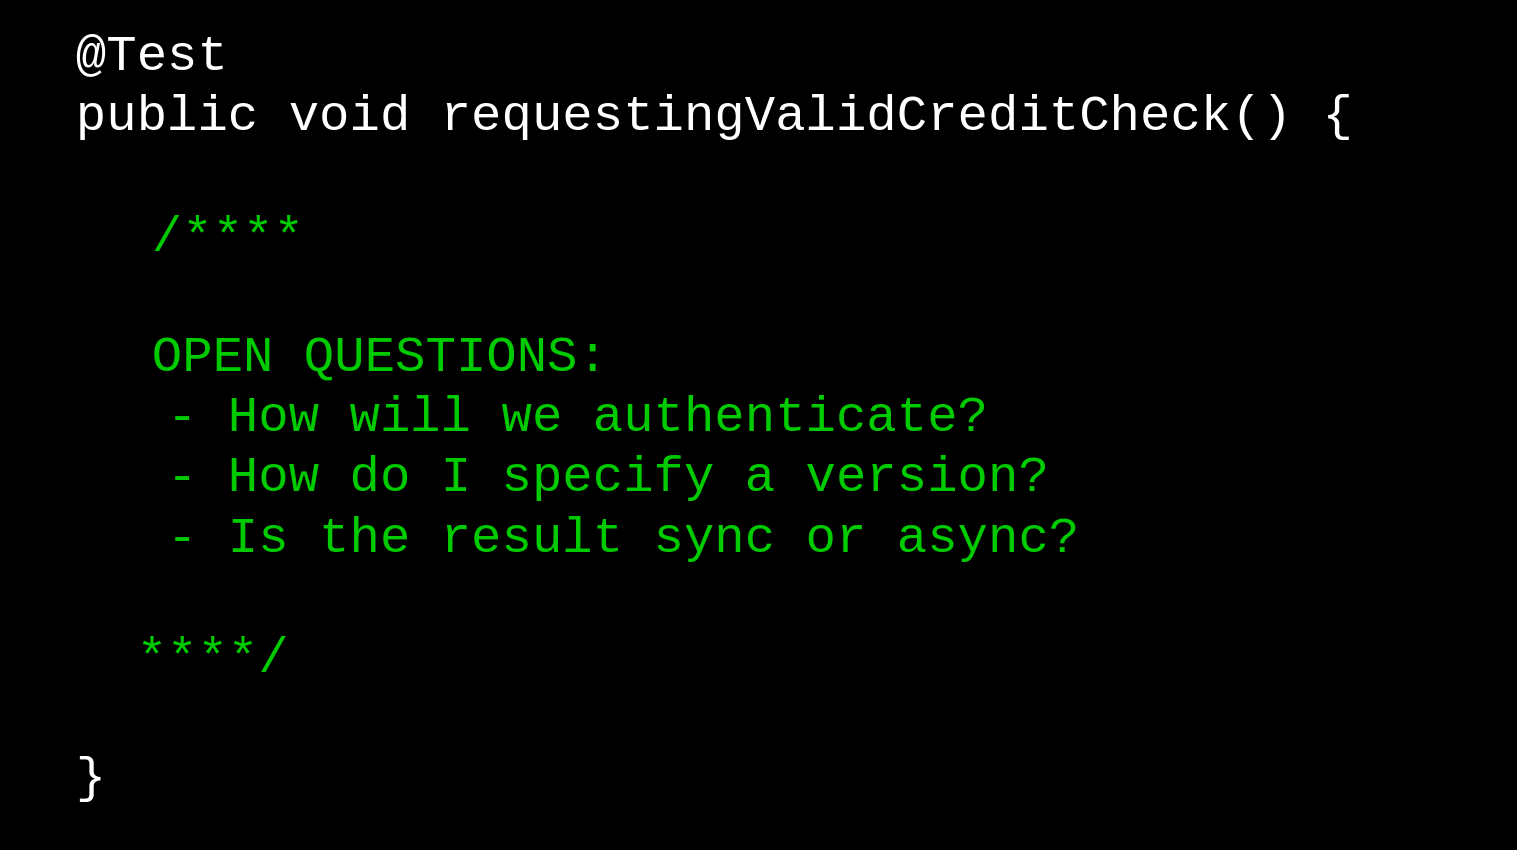 @Test
public void requestingValidCreditCheck() {
/****
OPEN QUESTIONS:
- How will we authenticate?
- How do I specify a version?
- Is the result sync or async?
****/
}